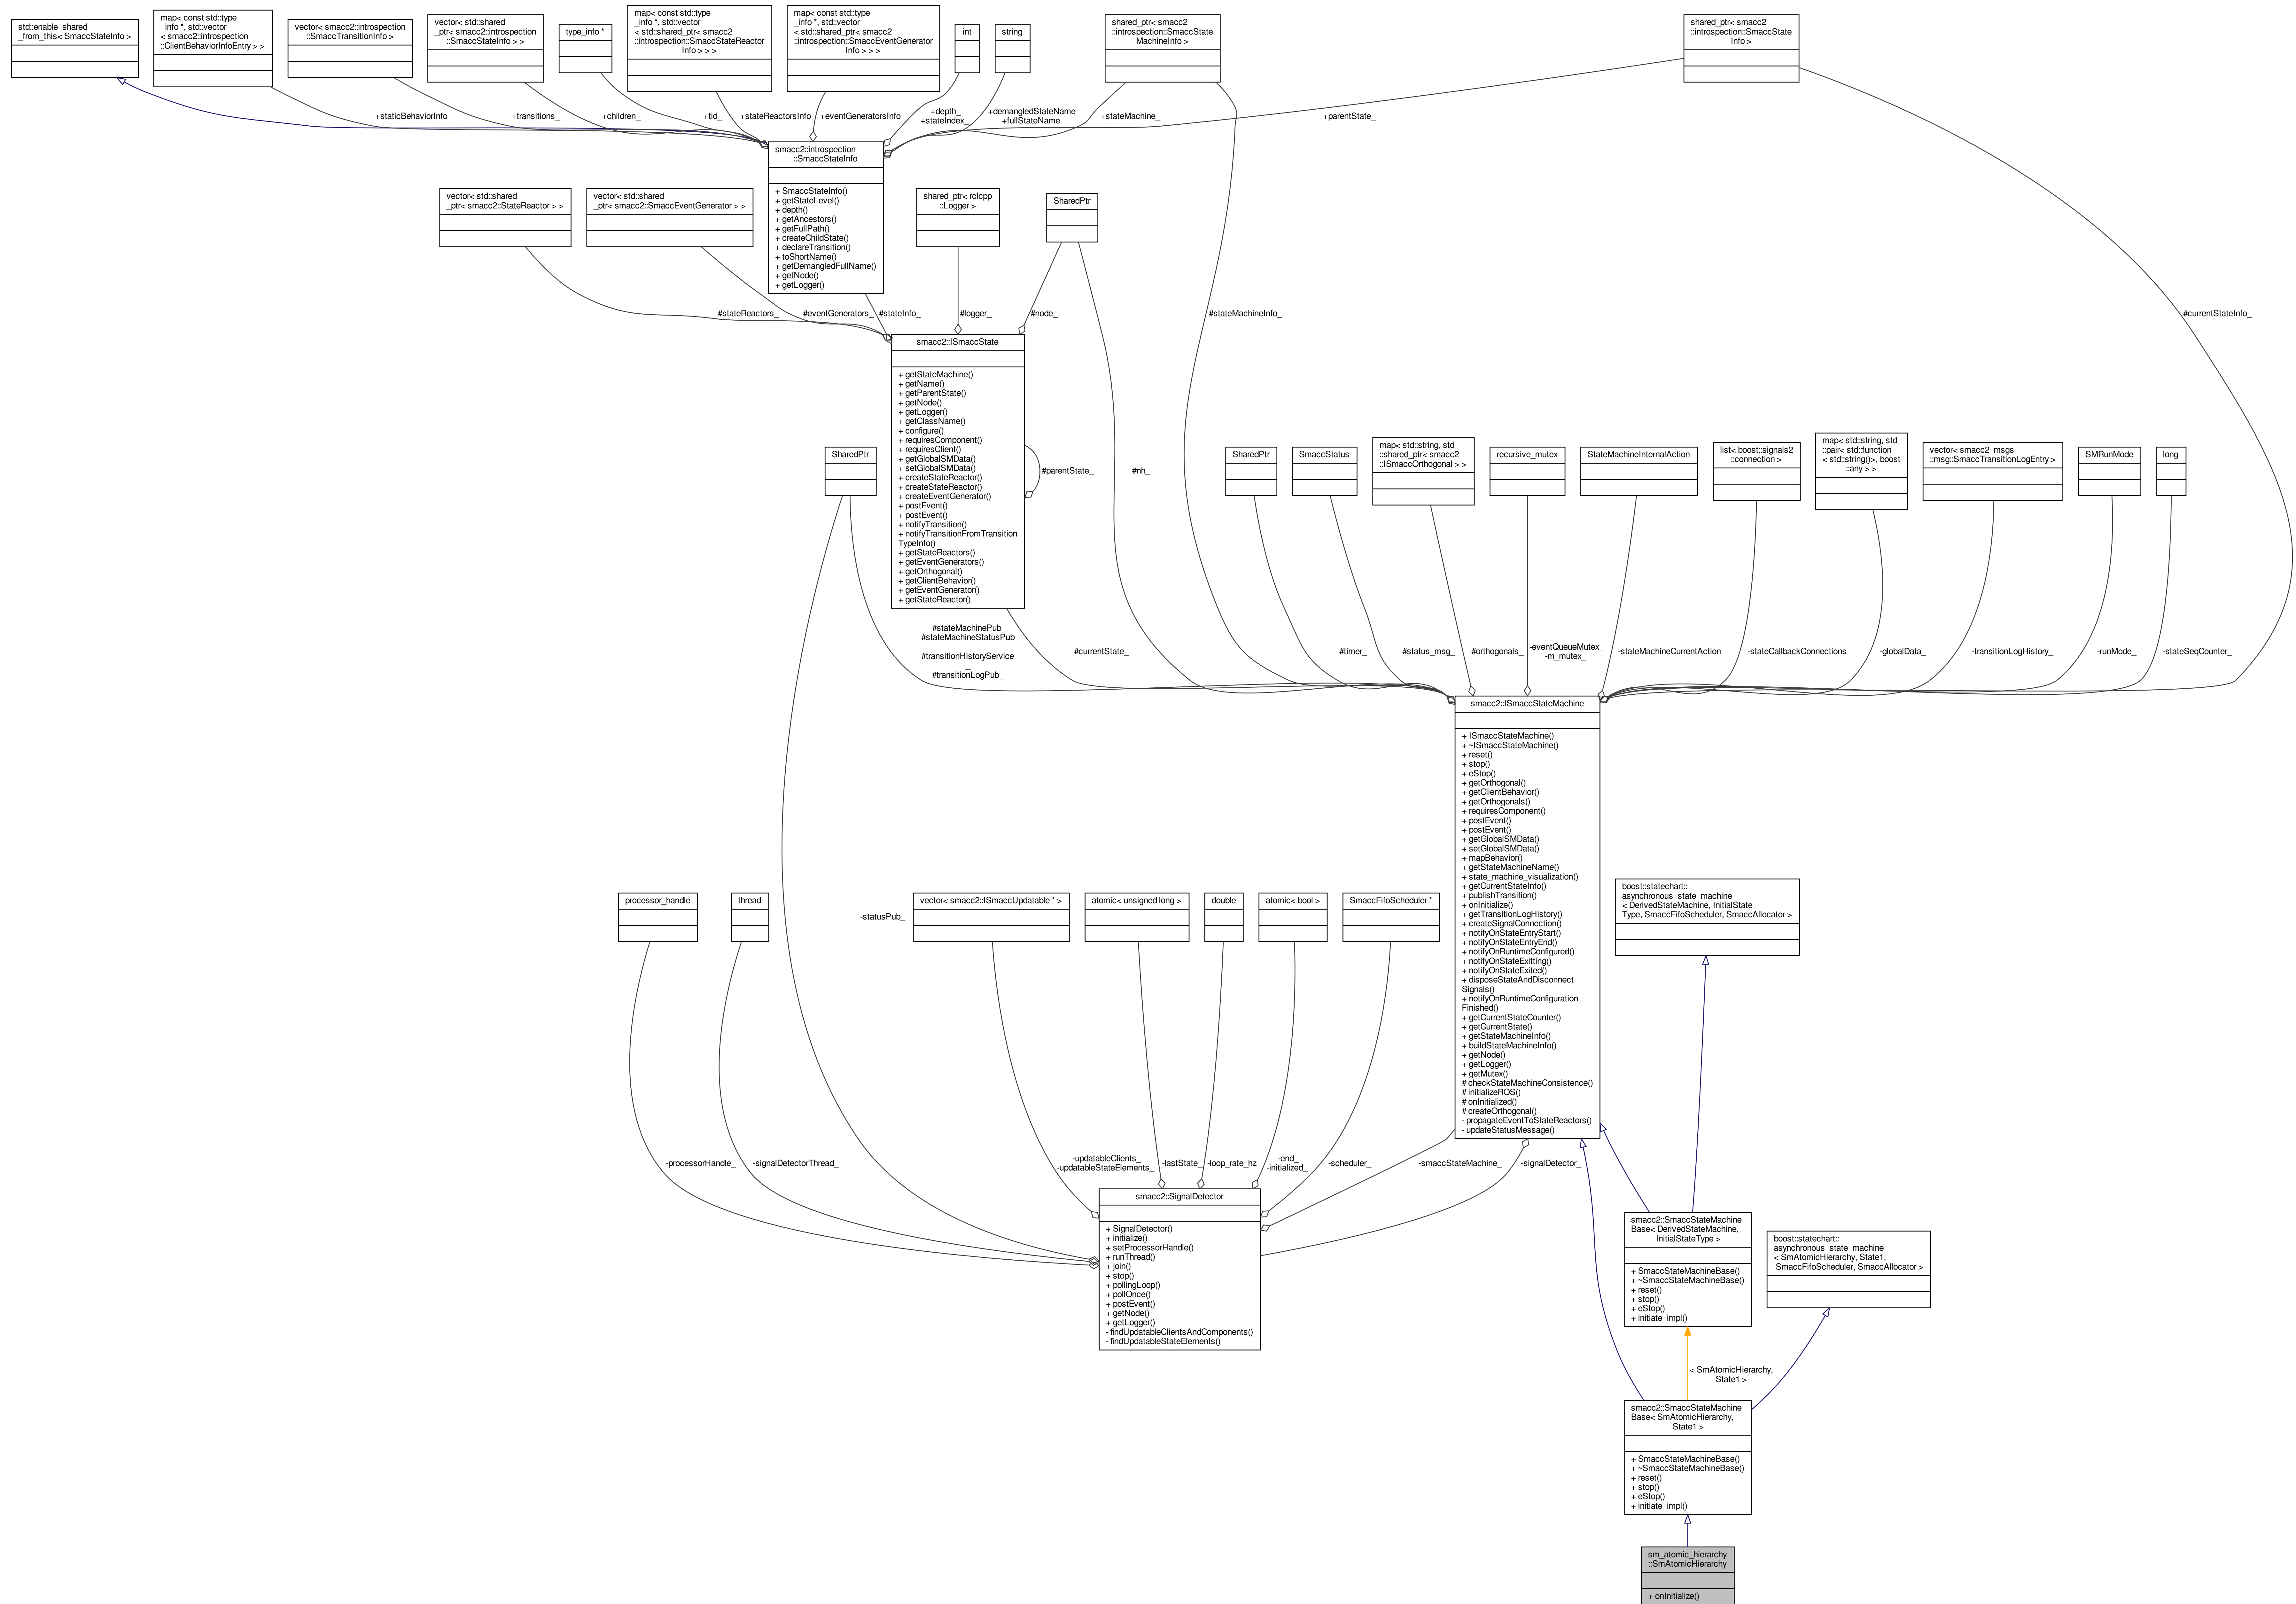 std::enable_shared
_from_this< SmaccStateInfo >
map< const std::type
_info *, std::vector
< smacc2::introspection
::ClientBehaviorInfoEntry > >
vector< smacc2::introspection
::SmaccTransitionInfo >
vector< std::shared
_ptr< smacc2::introspection
::SmaccStateInfo > >
type_info *
map< const std::type
_info *, std::vector
< std::shared_ptr< smacc2
::introspection::SmaccStateReactor
Info > > >
map< const std::type
_info *, std::vector
< std::shared_ptr< smacc2
::introspection::SmaccEventGenerator
Info > > >
int
string
shared_ptr< smacc2
::introspection::SmaccState
MachineInfo >
shared_ptr< smacc2
::introspection::SmaccState
Info >
+staticBehaviorInfo
+transitions_
+children_
+tid_
+stateReactorsInfo
+eventGeneratorsInfo
+depth_
+stateIndex_
+demangledStateName
+fullStateName
+stateMachine_
+parentState_
smacc2::introspection
::SmaccStateInfo
+ SmaccStateInfo()
+ getStateLevel()
+ depth()
+ getAncestors()
+ getFullPath()
+ createChildState()
+ declareTransition()
+ toShortName()
+ getDemangledFullName()
+ getNode()
+ getLogger()
vector< std::shared
_ptr< smacc2::StateReactor > >
vector< std::shared
_ptr< smacc2::SmaccEventGenerator > >
shared_ptr< rclcpp
::Logger >
SharedPtr
#stateReactors_
#eventGenerators_
#stateInfo_
#logger_
#node_
#stateMachineInfo_
#currentStateInfo_
smacc2::ISmaccState
+ getStateMachine()
+ getName()
+ getParentState()
+ getNode()
+ getLogger()
+ getClassName()
+ configure()
+ requiresComponent()
+ requiresClient()
+ getGlobalSMData()
+ setGlobalSMData()
+ createStateReactor()
+ createStateReactor()
+ createEventGenerator()
+ postEvent()
+ postEvent()
+ notifyTransition()
+ notifyTransitionFromTransition
TypeInfo()
+ getStateReactors()
+ getEventGenerators()
+ getOrthogonal()
+ getClientBehavior()
+ getEventGenerator()
+ getStateReactor()
#parentState_
#nh_
SharedPtr
SharedPtr
SmaccStatus
map< std::string, std
::shared_ptr< smacc2
::ISmaccOrthogonal > >
recursive_mutex
StateMachineInternalAction
list< boost::signals2
::connection >
map< std::string, std
::pair< std::function
< std::string()>, boost
::any > >
vector< smacc2_msgs
::msg::SmaccTransitionLogEntry >
SMRunMode
long
#stateMachinePub_
#stateMachineStatusPub
_
#transitionHistoryService
_
#transitionLogPub_
#currentState_
#timer_
#status_msg_
#orthogonals_
-eventQueueMutex_
-m_mutex_
-stateMachineCurrentAction
-stateCallbackConnections
-globalData_
-transitionLogHistory_
-runMode_
-stateSeqCounter_
smacc2::ISmaccStateMachine
+ ISmaccStateMachine()
+ ~ISmaccStateMachine()
+ reset()
+ stop()
+ eStop()
+ getOrthogonal()
+ getClientBehavior()
+ getOrthogonals()
+ requiresComponent()
+ postEvent()
+ postEvent()
+ getGlobalSMData()
+ setGlobalSMData()
+ mapBehavior()
+ getStateMachineName()
+ state_machine_visualization()
+ getCurrentStateInfo()
+ publishTransition()
+ onInitialize()
+ getTransitionLogHistory()
+ createSignalConnection()
+ notifyOnStateEntryStart()
+ notifyOnStateEntryEnd()
+ notifyOnRuntimeConfigured()
+ notifyOnStateExitting()
+ notifyOnStateExited()
+ disposeStateAndDisconnect
Signals()
+ notifyOnRuntimeConfiguration
Finished()
+ getCurrentStateCounter()
+ getCurrentState()
+ getStateMachineInfo()
+ buildStateMachineInfo()
+ getNode()
+ getLogger()
+ getMutex()
# checkStateMachineConsistence()
# initializeROS()
# onInitialized()
# createOrthogonal()
- propagateEventToStateReactors()
- updateStatusMessage()
processor_handle
thread
-statusPub_
vector< smacc2::ISmaccUpdatable * >
atomic< unsigned long >
double
atomic< bool >
SmaccFifoScheduler *
boost::statechart::
asynchronous_state_machine
< DerivedStateMachine, InitialState
Type, SmaccFifoScheduler, SmaccAllocator >
-processorHandle_
-signalDetectorThread_
-updatableClients_
-updatableStateElements_
-lastState_
-loop_rate_hz
-end_
-initialized_
-scheduler_
-smaccStateMachine_
-signalDetector_
smacc2::SignalDetector
+ SignalDetector()
+ initialize()
+ setProcessorHandle()
+ runThread()
+ join()
+ stop()
+ pollingLoop()
+ pollOnce()
+ postEvent()
+ getNode()
+ getLogger()
- findUpdatableClientsAndComponents()
- findUpdatableStateElements()
smacc2::SmaccStateMachine
Base< DerivedStateMachine,
InitialStateType >
+ SmaccStateMachineBase()
+ ~SmaccStateMachineBase()
+ reset()
+ stop()
+ eStop()
+ initiate_impl()
boost::statechart::
asynchronous_state_machine
< SmAtomicHierarchy, State1,
SmaccFifoScheduler, SmaccAllocator >
< SmAtomicHierarchy,
State1 >
smacc2::SmaccStateMachine
Base< SmAtomicHierarchy,
State1 >
+ SmaccStateMachineBase()
+ ~SmaccStateMachineBase()
+ reset()
+ stop()
+ eStop()
+ initiate_impl()
sm_atomic_hierarchy
::SmAtomicHierarchy
+ onInitialize()